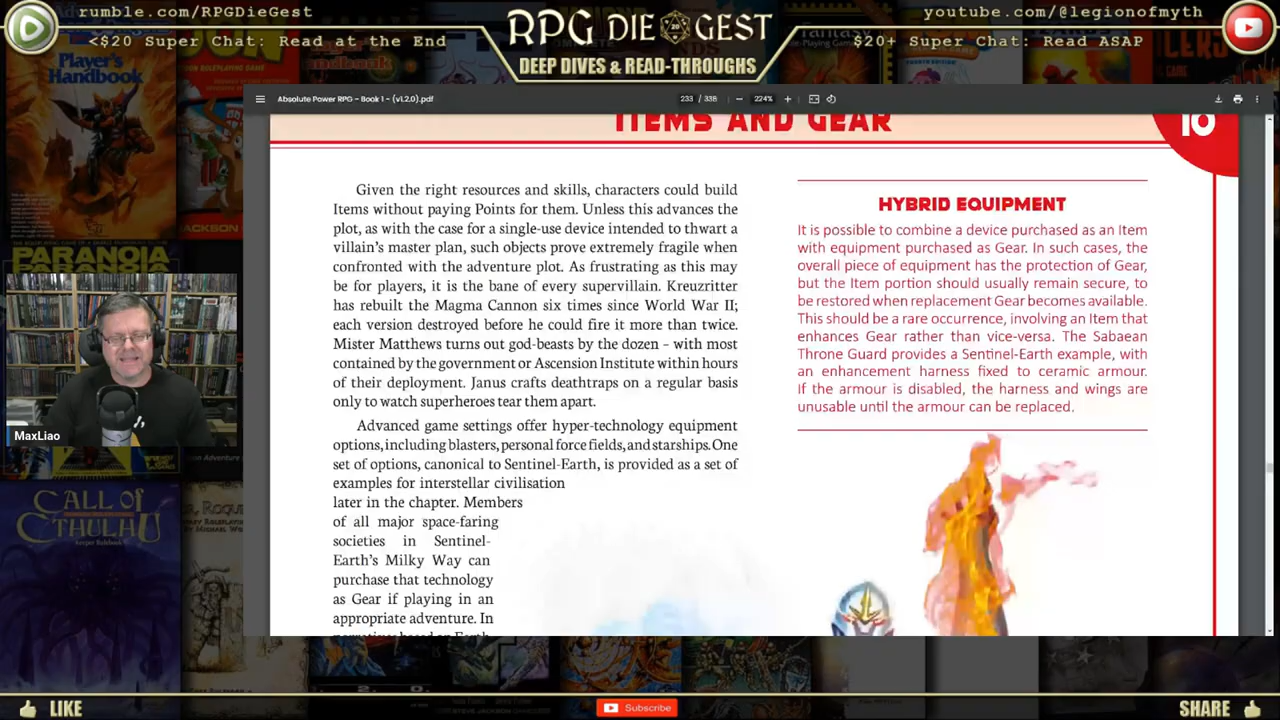 rumble.com/RPGDieGest
<$20 Super Chat: Read at the End
RPG DIE GEST
DEEP DIVES & READ-THROUGHS
youtube.com/@legionofmyth
$20+ Super Chat: Read ASAP
Player's
Handbook
PARANOIA
CALL OF
CTHULHU
MaxLiao
Absolute Power RPG – Book 1 – (v1.2.0).pdf
233 / 338
224%
ITEMS AND GEAR
10
Given the right resources and skills, characters could build
Items without paying Points for them. Unless this advances the
plot, as with the case for a single-use device intended to thwart a
villain's master plan, such objects prove extremely fragile when
confronted with the adventure plot. As frustrating as this may
be for players, it is the bane of every supervillain. Kreuzritter
has rebuilt the Magma Cannon six times since World War II;
each version destroyed before he could fire it more than twice.
Mister Matthews turns out god-beasts by the dozen – with most
contained by the government or Ascension Institute within hours
of their deployment. Janus crafts deathtraps on a regular basis
only to watch superheroes tear them apart.
Advanced game settings offer hyper-technology equipment
options, including blasters, personal force fields, and starships. One
set of options, canonical to Sentinel-Earth, is provided as a set of
examples for interstellar civilisation
later in the chapter. Members
of all major space-faring
societies in Sentinel-
Earth's Milky Way can
purchase that technology
as Gear if playing in an
appropriate adventure. In
HYBRID EQUIPMENT
It is possible to combine a device purchased as an Item
with equipment purchased as Gear. In such cases, the
overall piece of equipment has the protection of Gear,
but the Item portion should usually remain secure, to
be restored when replacement Gear becomes available.
This should be a rare occurrence, involving an Item that
enhances Gear rather than vice-versa. The Sabaean
Throne Guard provides a Sentinel-Earth example, with
an enhancement harness fixed to ceramic armour.
If the armour is disabled, the harness and wings are
unusable until the armour can be replaced.
LIKE
Subscribe
SHARE